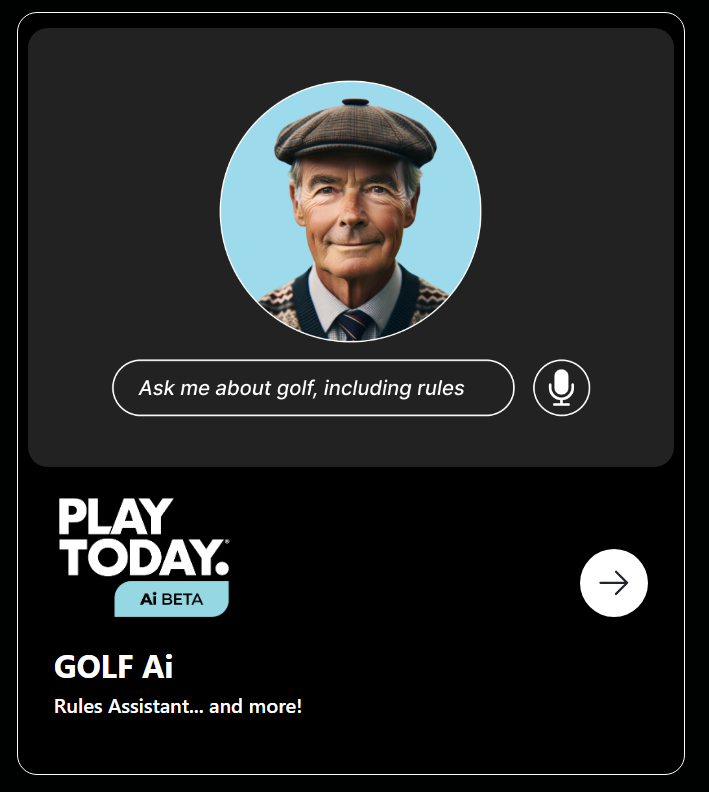 Ask me about golf, including rules
PLAY
TODAY.®
Ai BETA
GOLF Ai
Rules Assistant... and more!